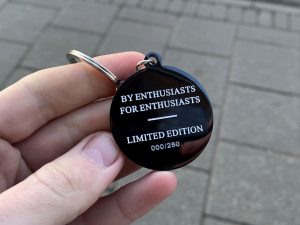 BY ENTHUSIASTS
FOR ENTHUSIASTS
LIMITED EDITION
000/250